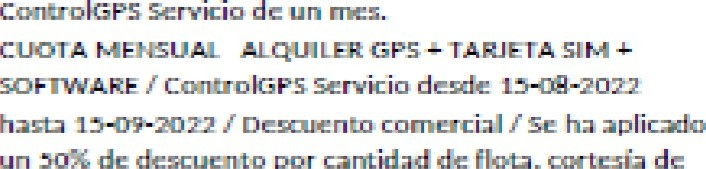 ControlGPS Servicio de un mes.
CUOTA MENSUAL ALQUILER GPS + TARJETA SIM +
SOFTWARE / ControlGPS Servicio desde 15-08-2022
hasta 15-09-2022 / Descuento comercial / Se ha aplicado
un 50% de descuento por cantidad de flota, cortesía de